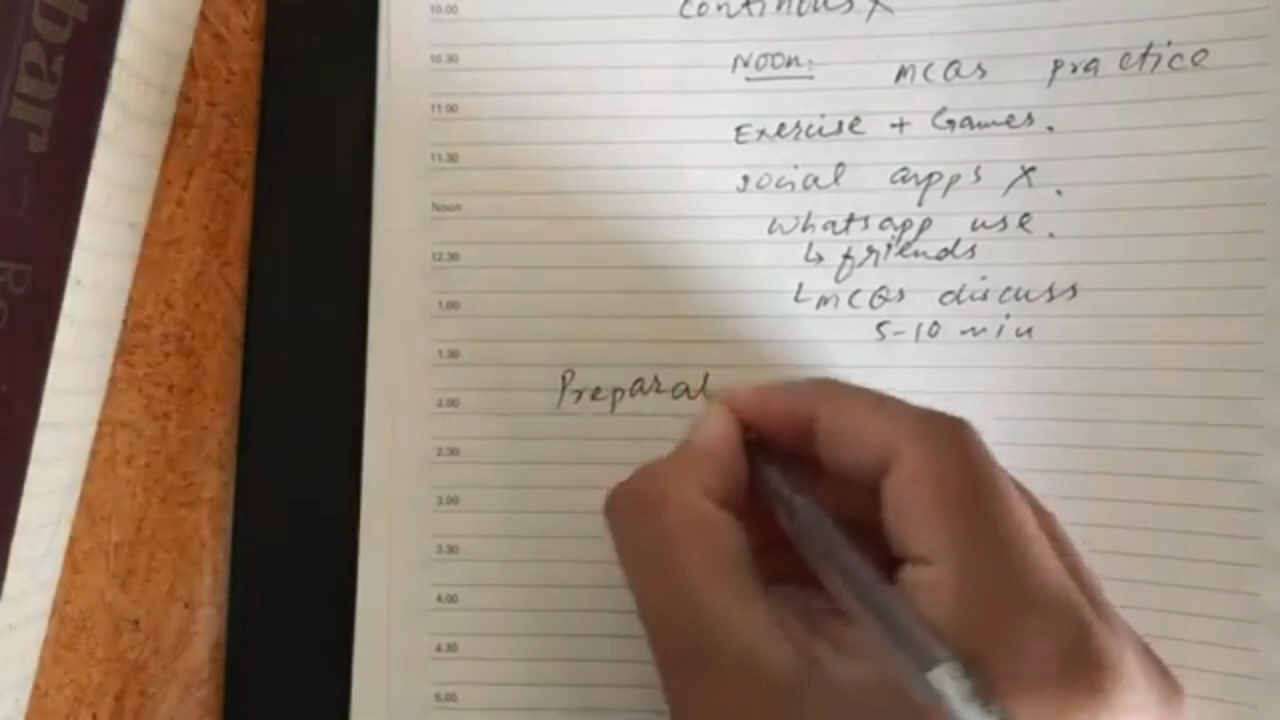 bar
10.00
continous X
10.30
Noon: MCQs practice
11.00
Exercise + Games.
11.30
social apps X.
Noon
whatsapp use.
12.30
↳ friends
1.00
↳ MCQs discuss
5-10 min
1.30
2.00
Preparat
2.30
3.00
3.30
4.00
4.30
5.00